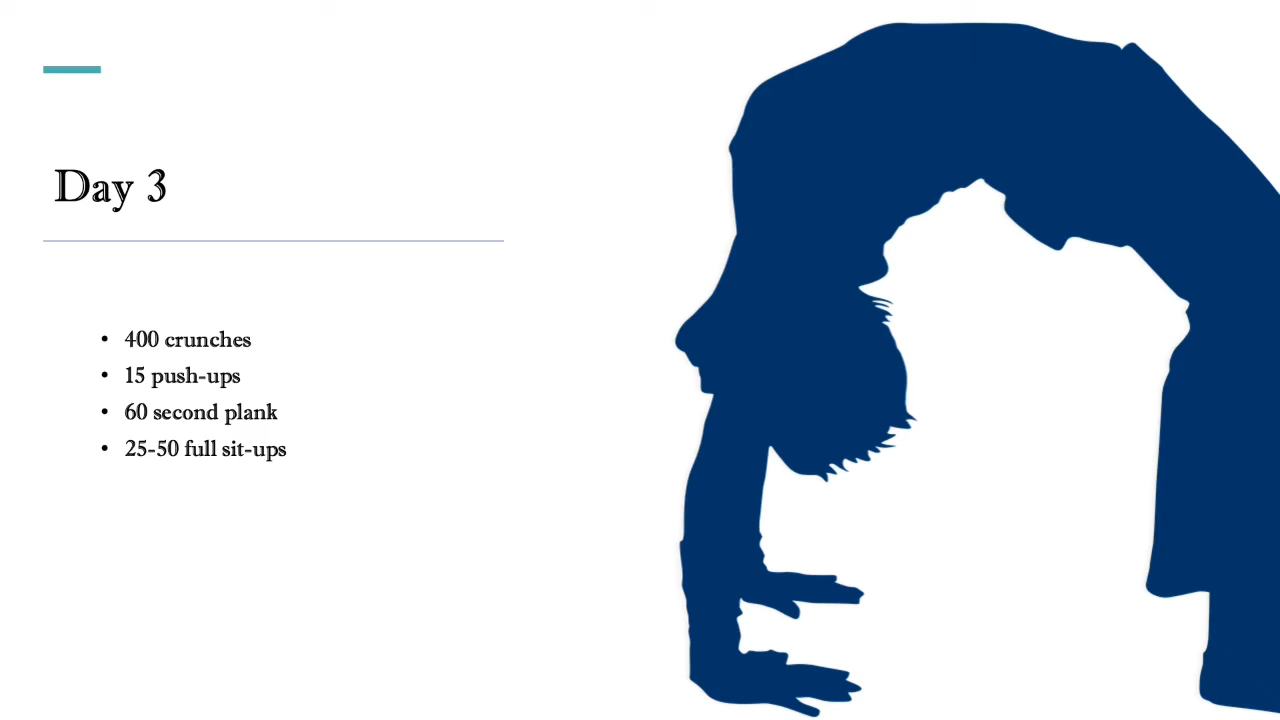 Day 3
• 400 crunches
• 15 push-ups
• 60 second plank
• 25-50 full sit-ups